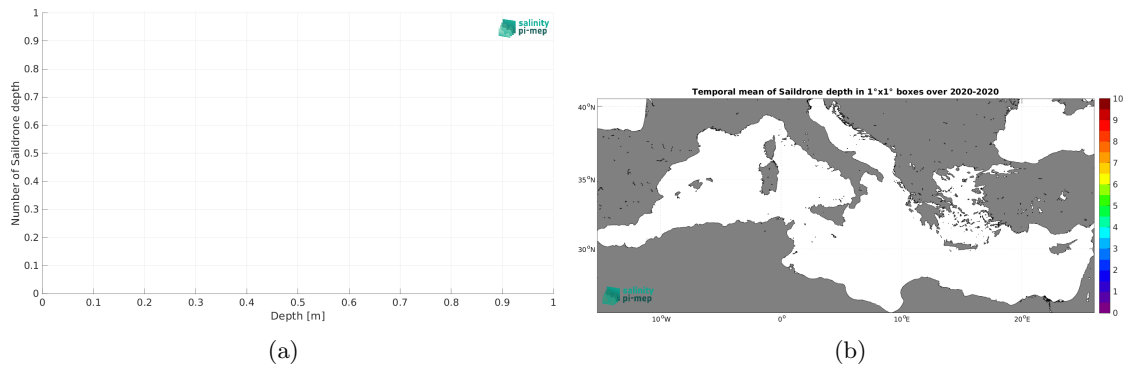 1
0.9
0.8
0.7
0.6
0.5
0.4
0.3
0.2
0.1
0
Number of Saildrone depth
0 0.1 0.2 0.3 0.4 0.5 0.6 0.7 0.8 0.9 1
Depth [m]
salinity
pi-mep
(a)
Temporal mean of Saildrone depth in 1°x1° boxes over 2020-2020
40°N
35°N
30°N
10°W 0° 10°E 20°E
salinity
pi-mep
10
9
8
7
6
5
4
3
2
1
0
(b)